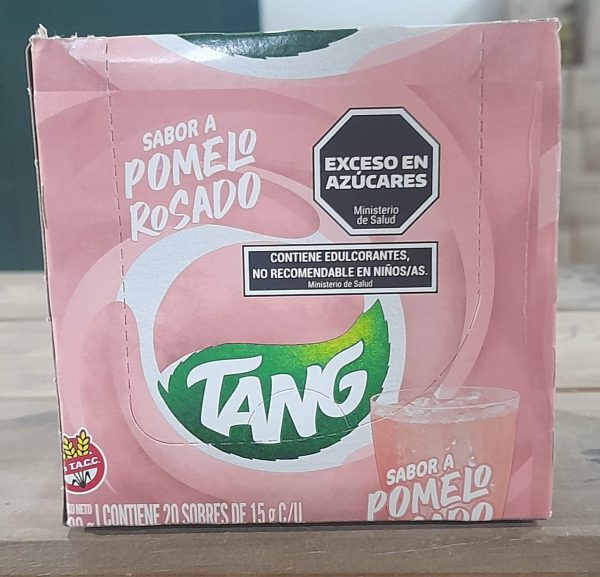 SABOR A
POMELO
ROSADO
EXCESO EN
AZÚCARES
Ministerio
de Salud
CONTIENE EDULCORANTES,
NO RECOMENDABLE EN NIÑOS/AS.
Ministerio de Salud
TANG
SABOR A
POMELO
T.A.C.C.
CONTIENE 20 SOBRES DE 15 g C/U.